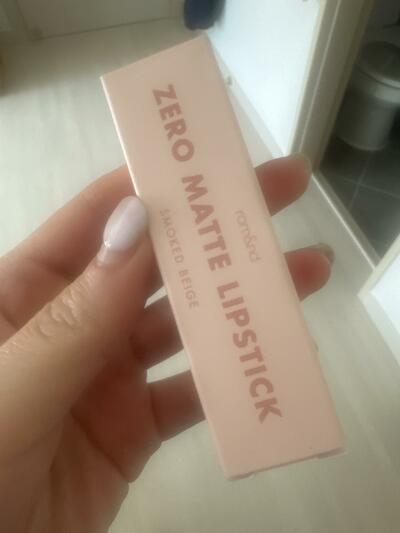 rom&nd
ZERO MATTE LIPSTICK
SMOKED BEIGE